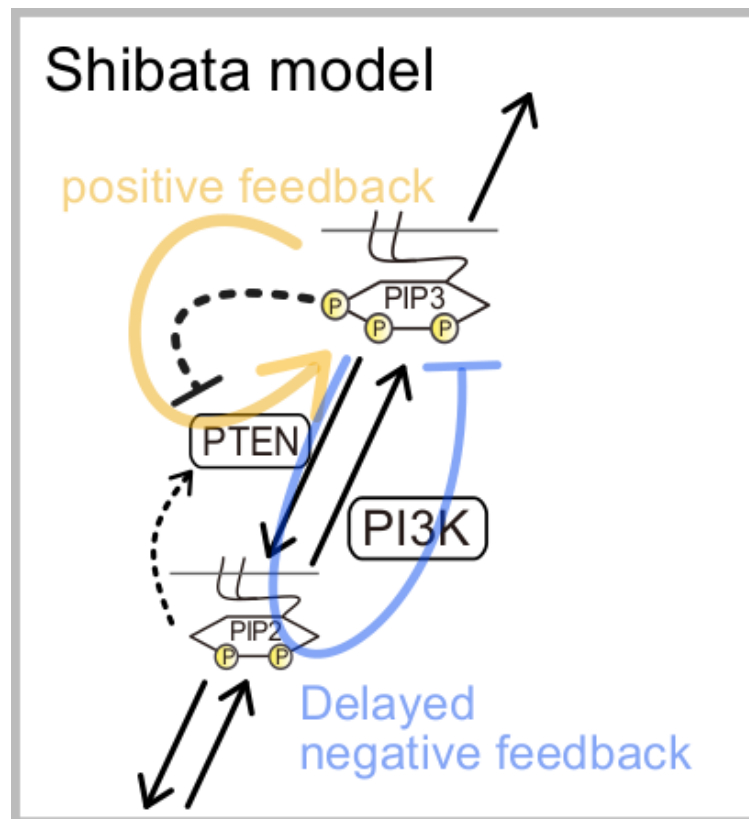 Shibata model
positive feedback
PIP3
P
P
P
PTEN
PI3K
PIP2
P
P
Delayed
negative feedback